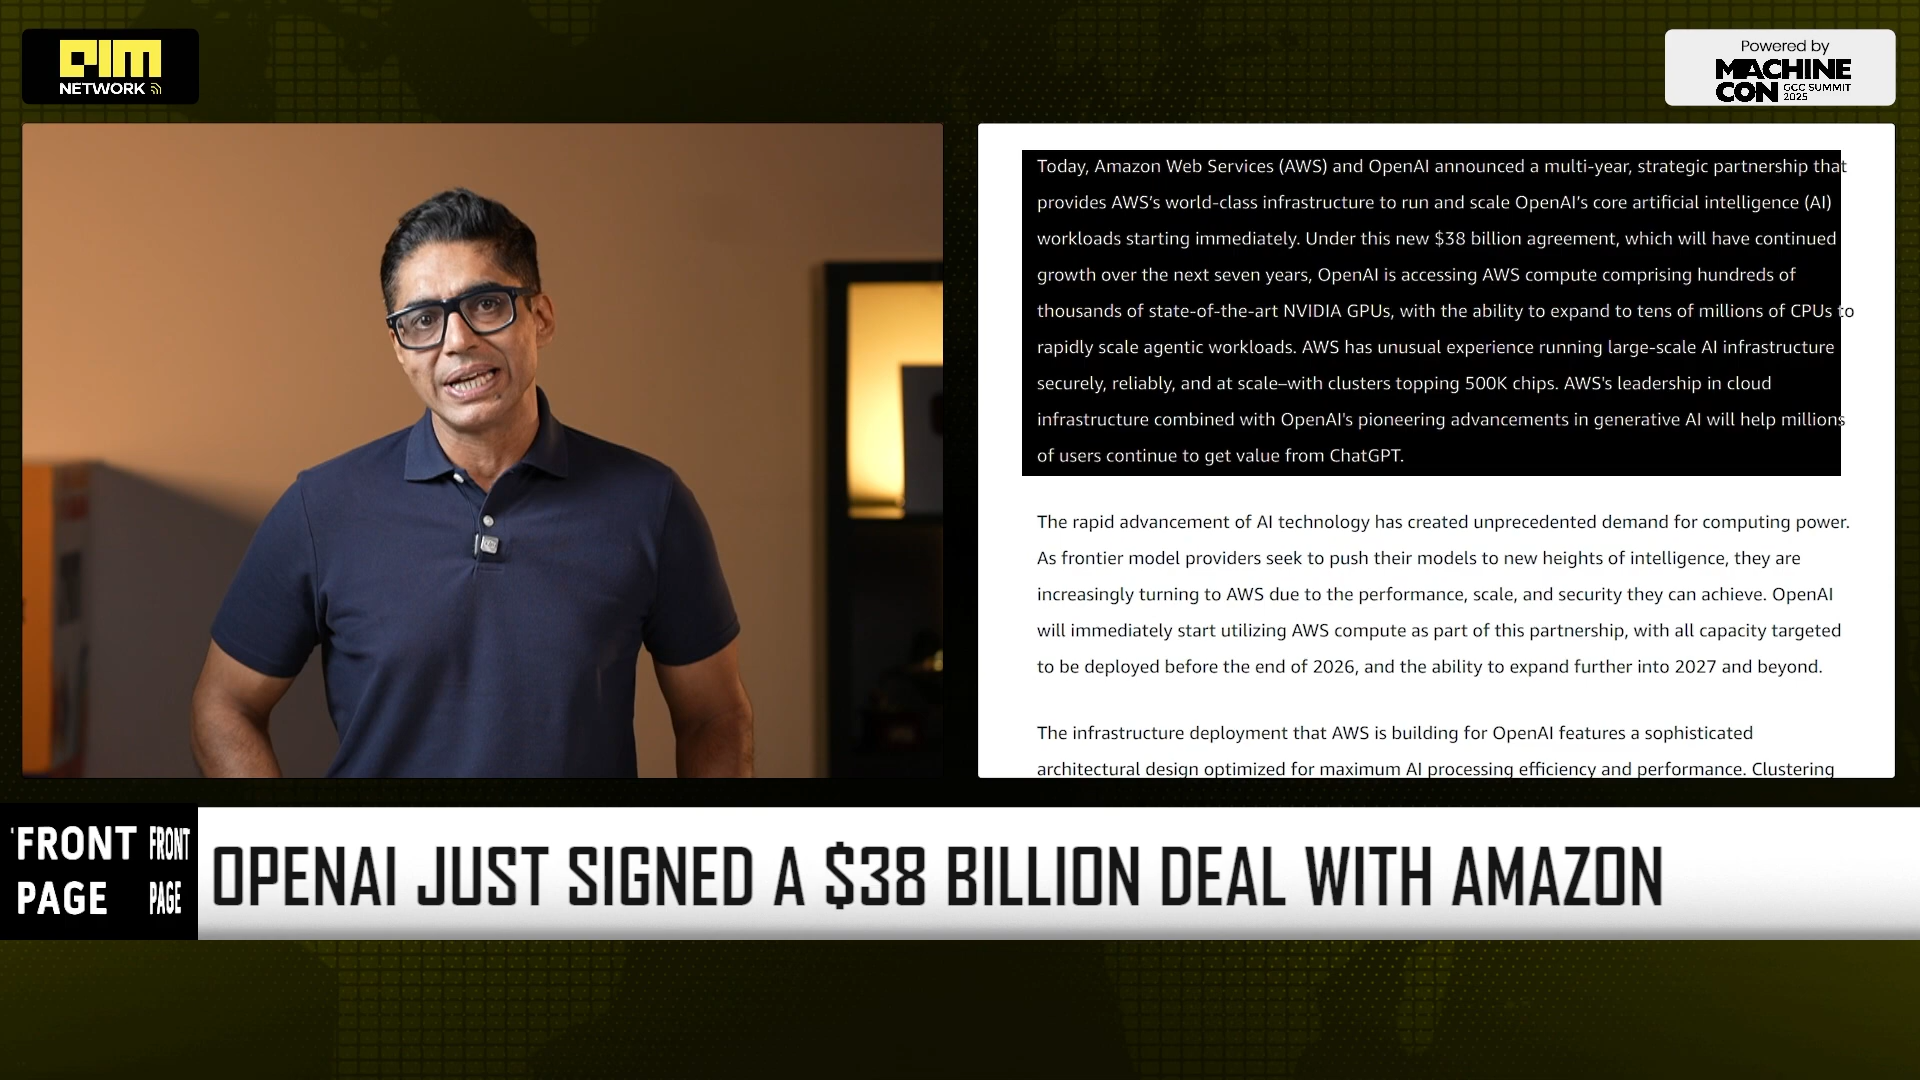 AIM
NETWORK
Powered by
MACHINE
CON GCC SUMMIT
2025
Today, Amazon Web Services (AWS) and OpenAI announced a multi-year, strategic partnership that
provides AWS’s world-class infrastructure to run and scale OpenAI’s core artificial intelligence (AI)
workloads starting immediately. Under this new $38 billion agreement, which will have continued
growth over the next seven years, OpenAI is accessing AWS compute comprising hundreds of
thousands of state-of-the-art NVIDIA GPUs, with the ability to expand to tens of millions of CPUs to
rapidly scale agentic workloads. AWS has unusual experience running large-scale AI infrastructure
securely, reliably, and at scale–with clusters topping 500K chips. AWS's leadership in cloud
infrastructure combined with OpenAI's pioneering advancements in generative AI will help millions
of users continue to get value from ChatGPT.
The rapid advancement of AI technology has created unprecedented demand for computing power.
As frontier model providers seek to push their models to new heights of intelligence, they are
increasingly turning to AWS due to the performance, scale, and security they can achieve. OpenAI
will immediately start utilizing AWS compute as part of this partnership, with all capacity targeted
to be deployed before the end of 2026, and the ability to expand further into 2027 and beyond.
The infrastructure deployment that AWS is building for OpenAI features a sophisticated
architectural design optimized for maximum AI processing efficiency and performance. Clustering
FRONT FRONT
PAGE PAGE
OPENAI JUST SIGNED A $38 BILLION DEAL WITH AMAZON